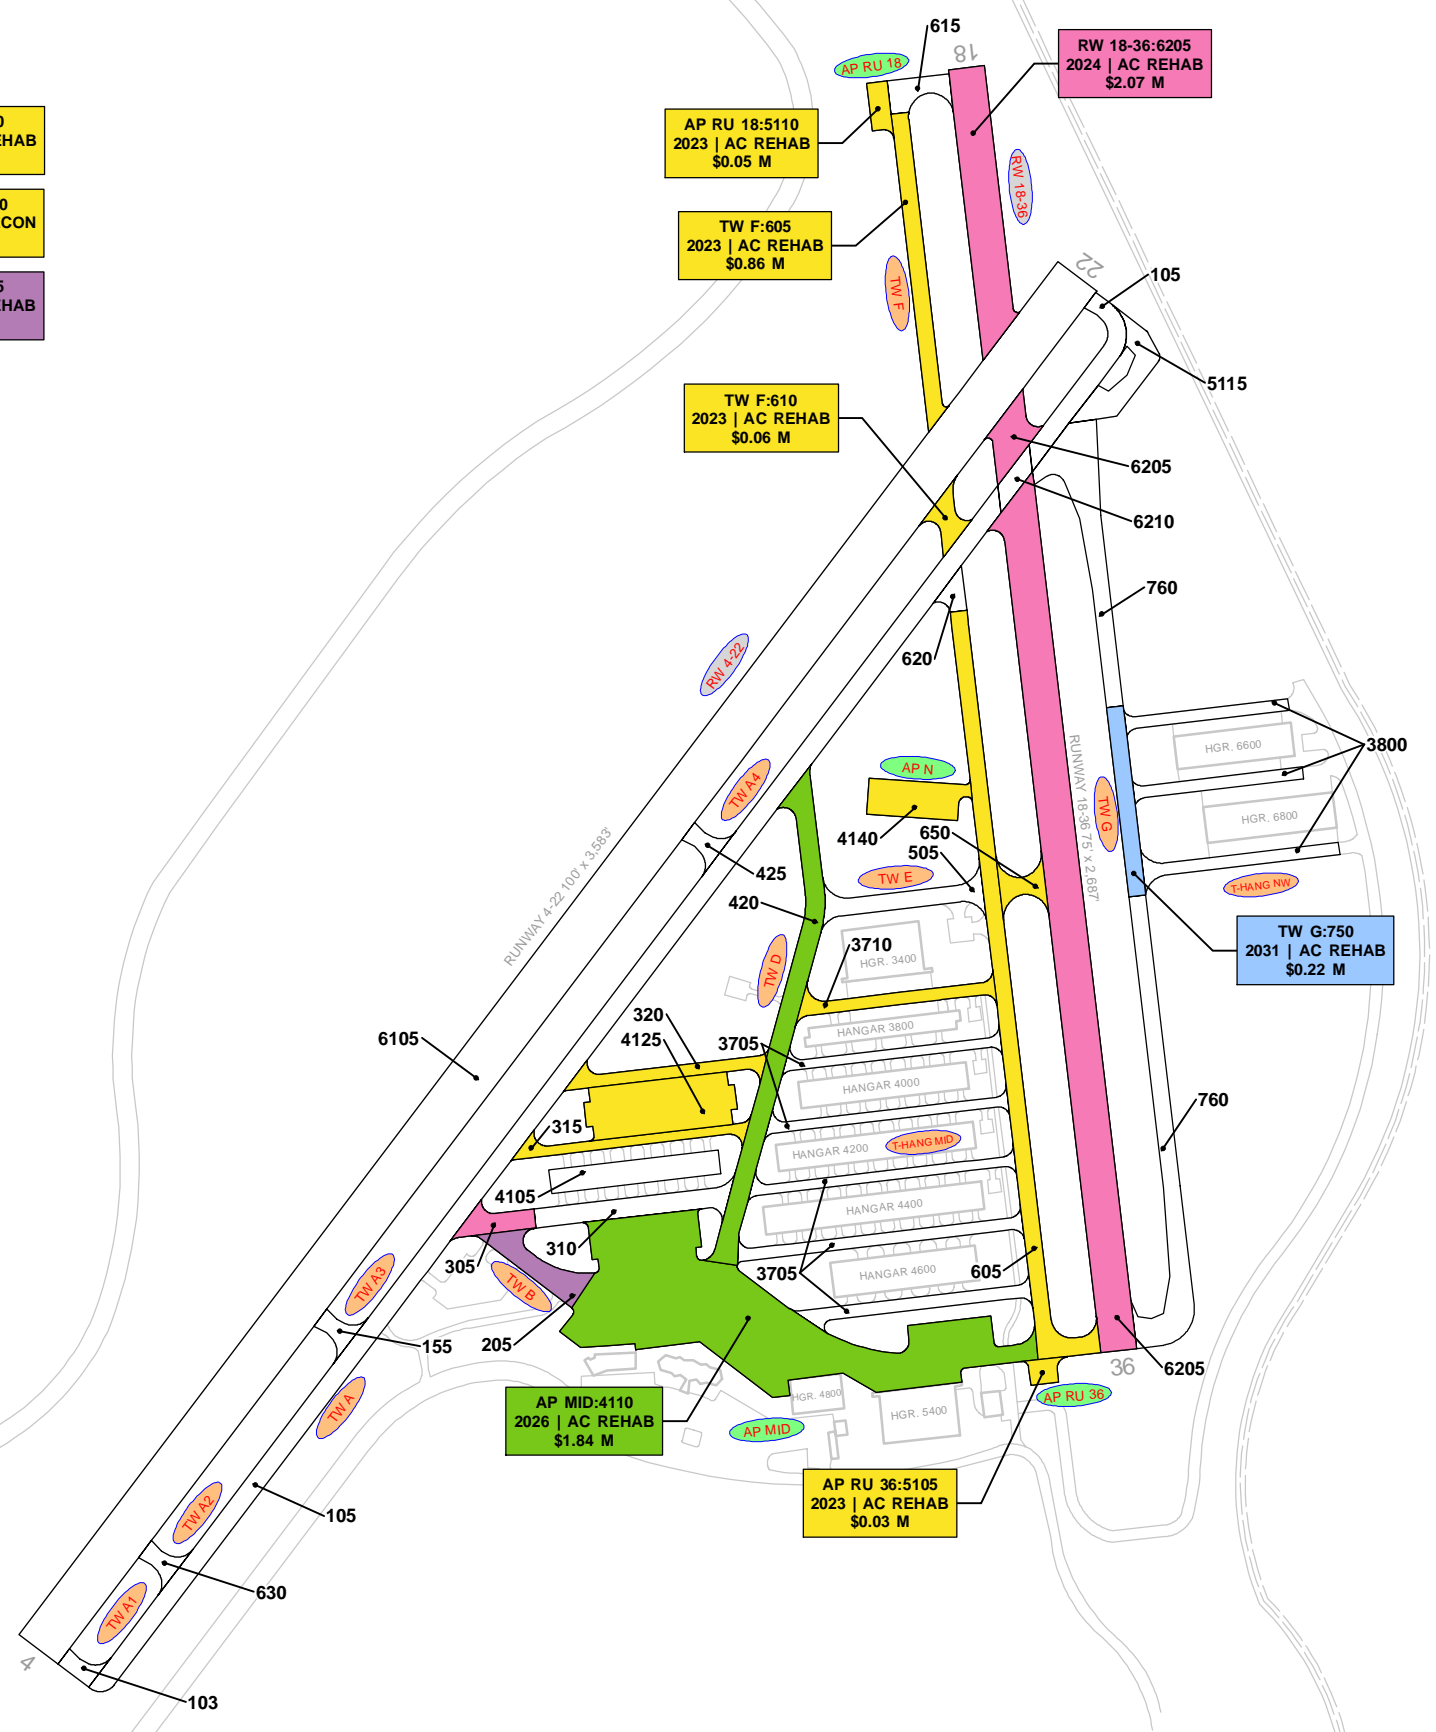 615
18
RW 18-36:6205
2024 | AC REHAB
$2.07 M
AP RU 18
AP RU 18:5110
2023 | AC REHAB
$0.05 M
0
EHAB
0
CON
5
EHAB
RW 18-36
TW F:605
2023 | AC REHAB
$0.86 M
TW F
22
105
5115
TW F:610
2023 | AC REHAB
$0.06 M
6205
6210
760
620
RW 4-22
3800
HGR. 6600
RUNWAY 18-36 75' x 2,687'
AP N
TW A4
TW G
HGR. 6800
4140
650
505
RUNWAY 4-22 100' x 3,583'
425
TW E
T-HANG NW
420
TW G:750
2031 | AC REHAB
$0.22 M
3710
HGR. 3400
TW D
320
4125
3705
HANGAR 3800
6105
HANGAR 4000
760
315
HANGAR 4200
T-HANG MID
4105
HANGAR 4400
310
305
3705
HANGAR 4600
605
TW A3
TW B
155
205
36
6205
AP MID:4110
2026 | AC REHAB
$1.84 M
HGR. 4800
HGR. 5400
AP RU 36
TW A
AP MID
AP RU 36:5105
2023 | AC REHAB
$0.03 M
TW A2
105
630
TW A1
4
103